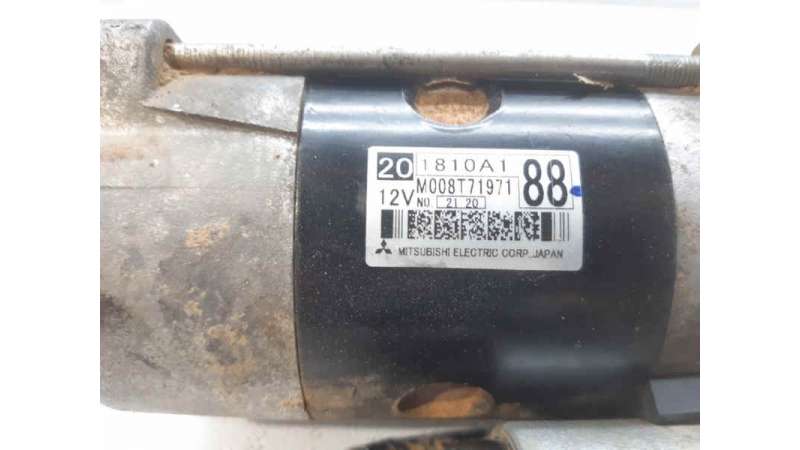 20 1810A1
12V M008T71971 88
NO. 21 20
MITSUBISHI ELECTRIC CORP. JAPAN